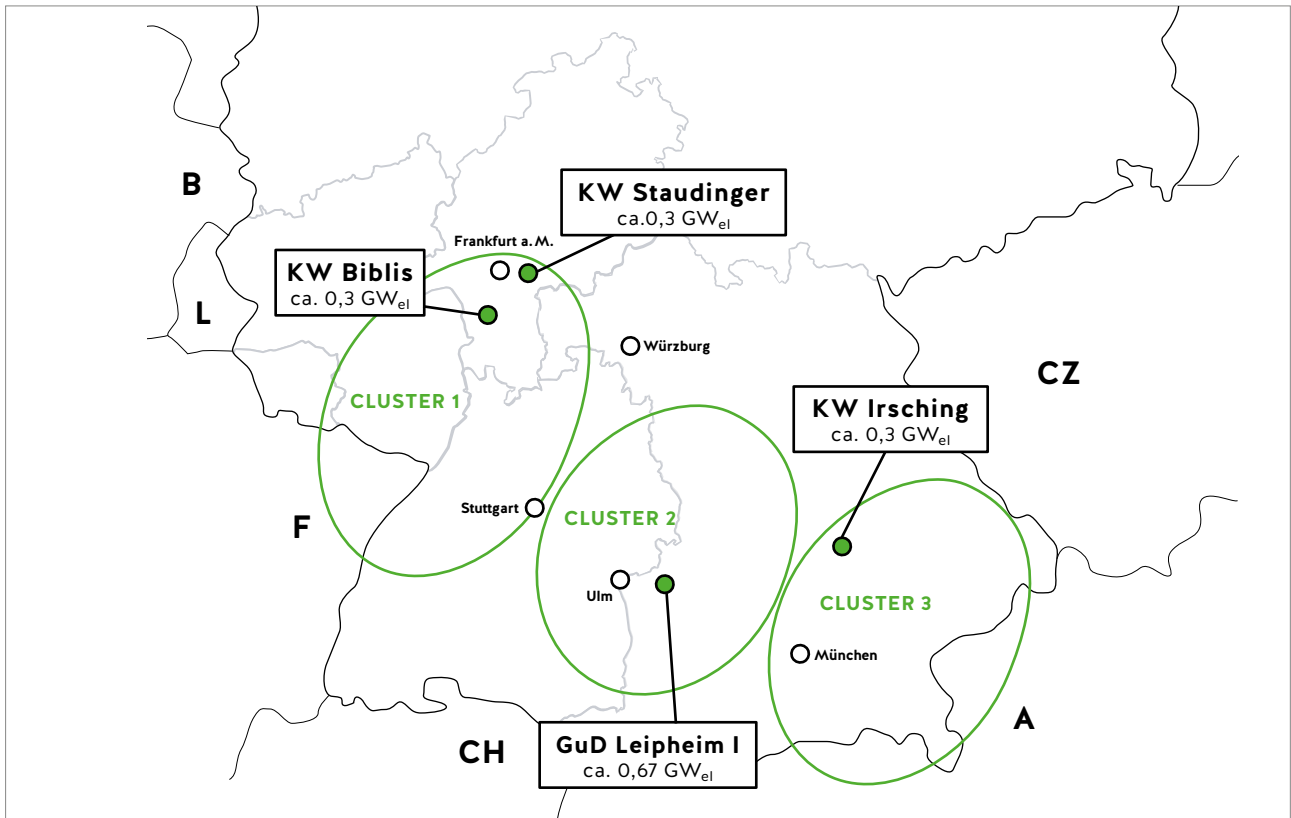 B
KW Staudinger
ca.0,3 GWel
Frankfurt a. M.
KW Biblis
ca. 0,3 GWel
L
Würzburg
CZ
CLUSTER 1
KW Irsching
ca. 0,3 GWel
Stuttgart
CLUSTER 2
F
Ulm
CLUSTER 3
München
A
CH
GuD Leipheim I
ca. 0,67 GWel